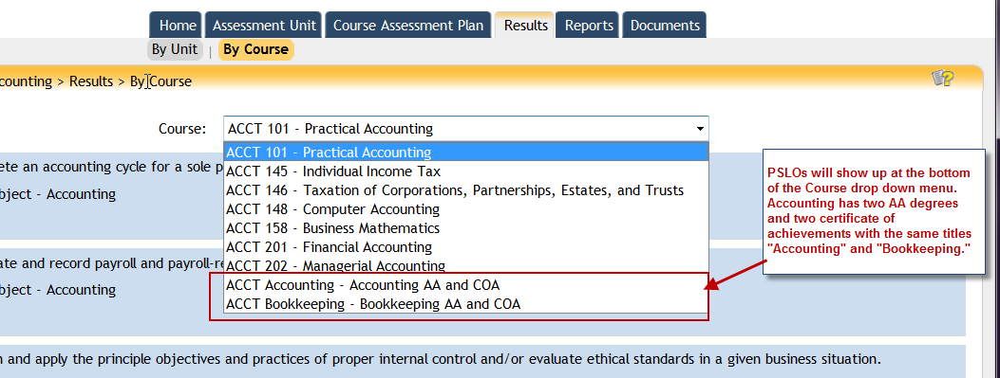 Home Assessment Unit Course Assessment Plan Results Reports Documents
By Unit | By Course
counting > Results > By Course
Course: ACCT 101 - Practical Accounting
ACCT 101 - Practical Accounting
ete an accounting cycle for a sole p
ACCT 145 - Individual Income Tax
ACCT 146 - Taxation of Corporations, Partnerships, Estates, and Trusts
bject - Accounting
ACCT 148 - Computer Accounting
ACCT 158 - Business Mathematics
ACCT 201 - Financial Accounting
ate and record payroll and payroll-re
ACCT 202 - Managerial Accounting
ACCT Accounting - Accounting AA and COA
bject - Accounting
ACCT Bookkeeping - Bookkeeping AA and COA
PSLOs will show up at the bottom
of the Course drop down menu.
Accounting has two AA degrees
and two certificate of
achievements with the same titles
"Accounting" and "Bookkeeping."
n and apply the principle objectives and practices of proper internal control and/or evaluate ethical standards in a given business situation.